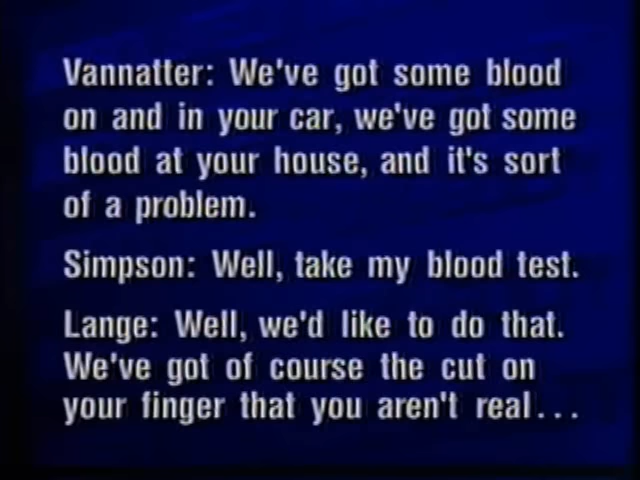 Vannatter: We've got some blood
on and in your car, we've got some
blood at your house, and it's sort
of a problem.
Simpson: Well, take my blood test.
Lange: Well, we'd like to do that.
We've got of course the cut on
your finger that you aren't real...